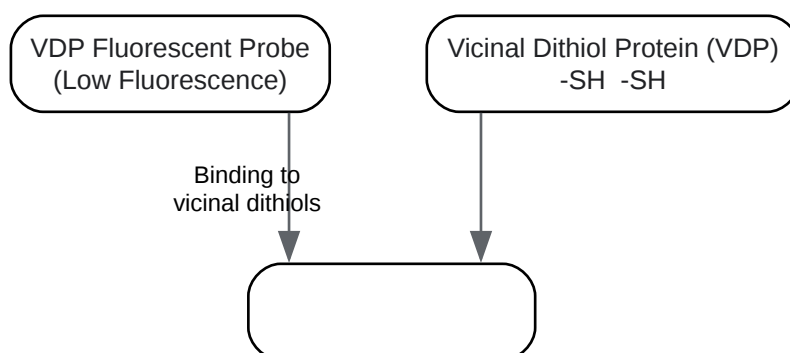 VDP Fluorescent Probe
(Low Fluorescence)
Vicinal Dithiol Protein (VDP)
-SH -SH
Binding to
vicinal dithiols